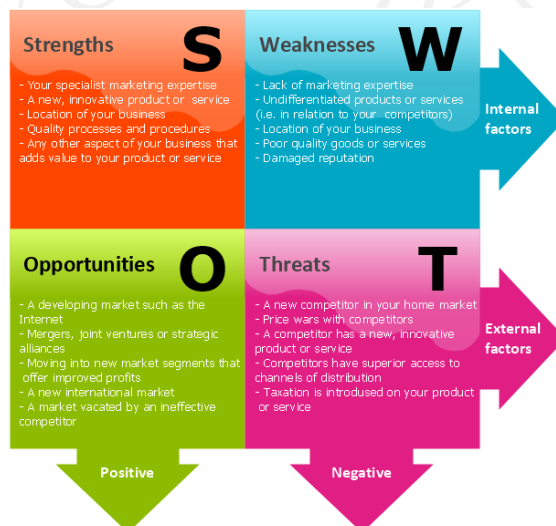 Strengths
S
- Your specialist marketing expertise
- A new, innovative product or service
- Location of your business
- Quality processes and procedures
- Any other aspect of your business that
adds value to your product or service
Weaknesses
W
- Lack of marketing expertise
- Undifferentiated products or services
(i.e. in relation to your competitors)
- Location of your business
- Poor quality goods or services
- Damaged reputation
Internal
factors
Opportunities
O
- A developing market such as the
Internet
- Mergers, joint ventures or strategic
alliances
- Moving into new market segments that
offer improved profits
- A new international market
- A market vacated by an ineffective
competitor
Threats
T
- A new competitor in your home market
- Price wars with competitors
- A competitor has a new, innovative
product or service
- Competitors have superior access to
channels of distribution
- Taxation is introdused on your product
or service
External
factors
Positive
Negative